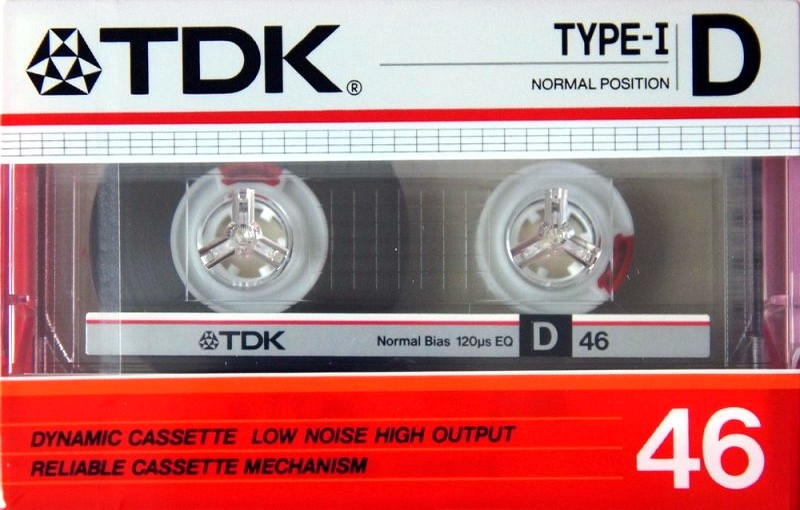 TDK®
TYPE-I
NORMAL POSITION
D
TDK Normal Bias 120µs EQ D 46
DYNAMIC CASSETTE LOW NOISE HIGH OUTPUT
RELIABLE CASSETTE MECHANISM
46